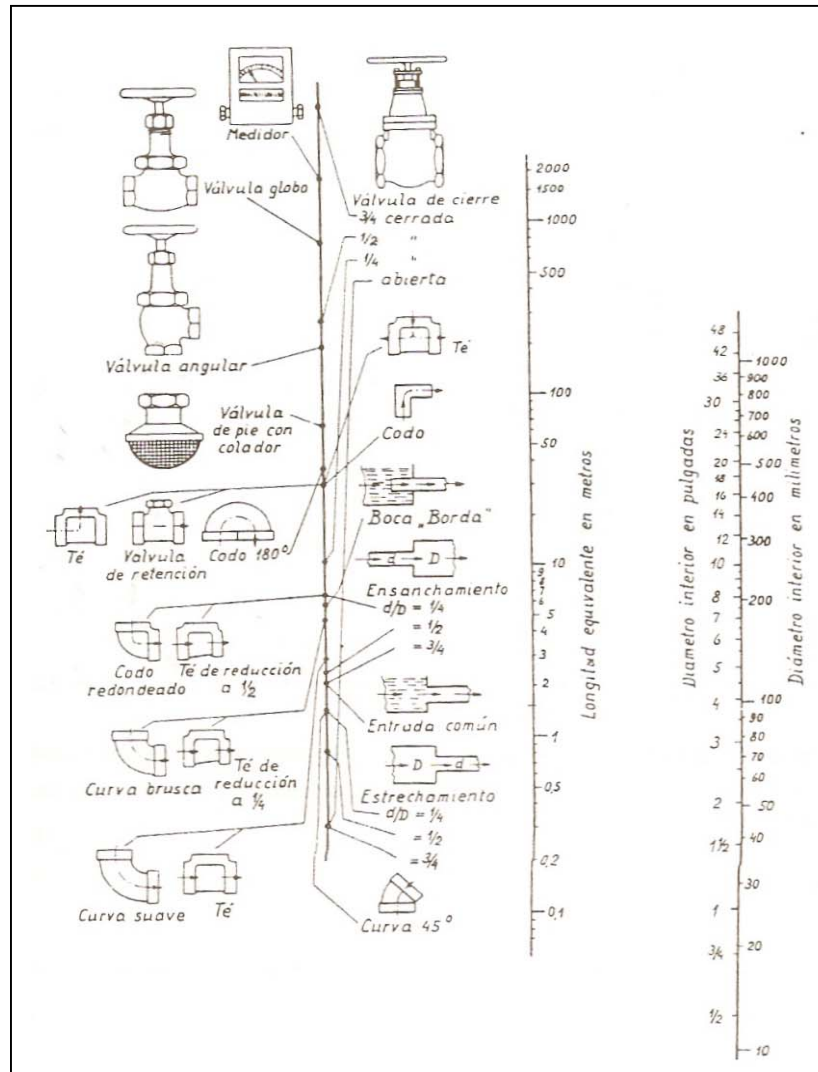 Medidor
Válvula globo
Válvula de cierre
3/4 cerrada
1/2 "
1/4 "
abierta
Válvula angular
Té
Válvula
de pie con
colador
Codo
Boca „Borda"
Té
Válvula
de retención
Codo 180°
d
D
Ensanchamiento
d/D = 1/4
= 1/2
= 3/4
Codo
redondeado
Té de reducción
a 1/2
Entrada común
Curva brusca
Té de
reducción
a 1/4
D
d
Estrechamiento
d/D = 1/4
= 1/2
= 3/4
Curva suave
Té
Curva 45°
2000
1500
1000
500
100
50
10
9
8
7
6
5
4
3
2
1
0,5
0,2
0,1
Longitud equivalente en metros
48
42
36
30
24
20
18
16
14
12
10
8
7
6
5
4
3
2
1 1/2
1
3/4
1/2
Diametro interior en pulgadas
1000
900
800
700
600
500
400
300
200
100
90
80
70
60
50
40
30
20
10
Diámetro interior en milimetros